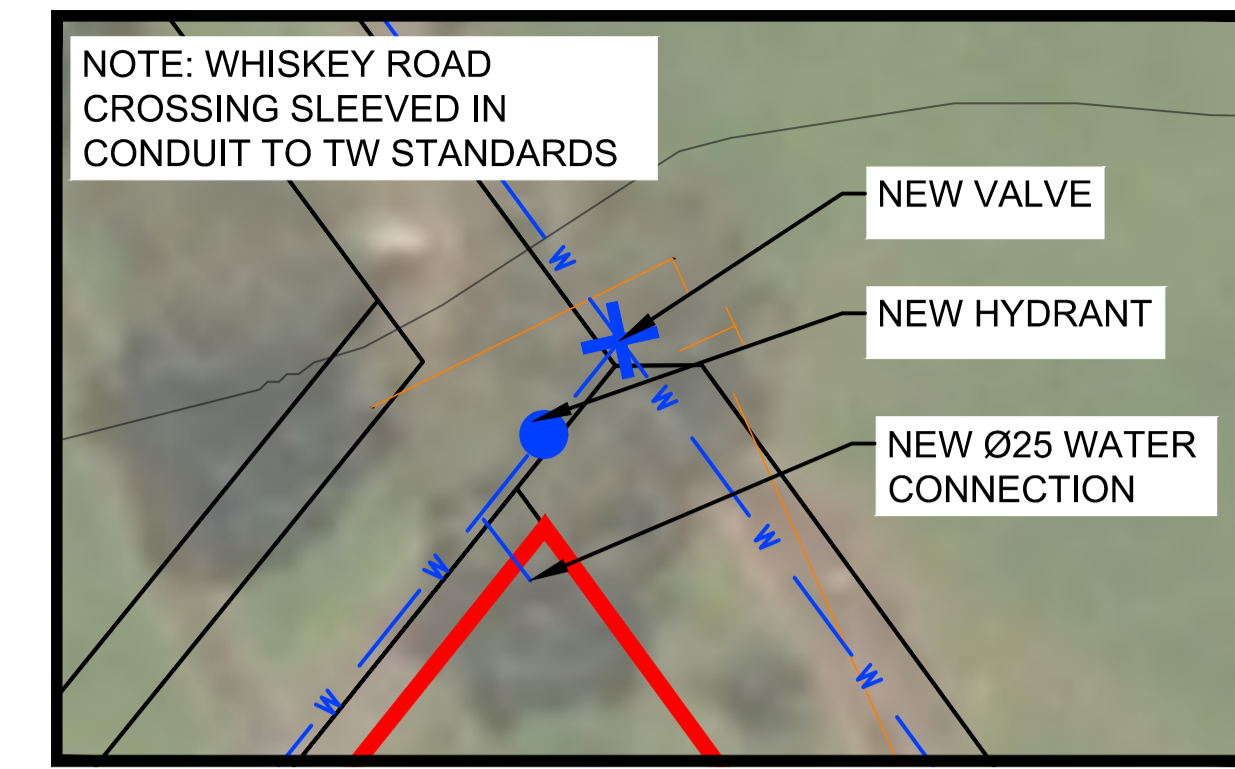 NOTE: WHISKEY ROAD
CROSSING SLEEVED IN
CONDUIT TO TW STANDARDS
NEW VALVE
NEW HYDRANT
NEW Ø25 WATER
CONNECTION
W
W
W
W
W
W